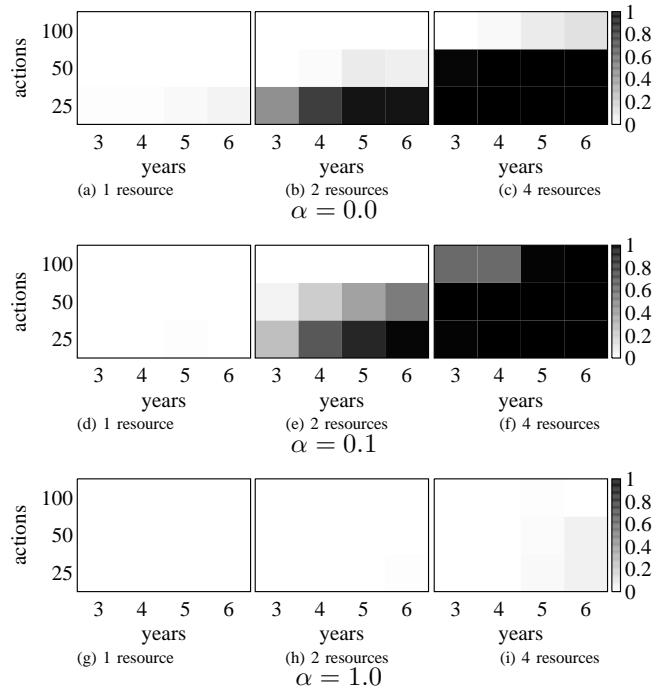 1
100
0.8
actions
50
0.6
0.4
25
0.2
0
3 4 5 6 3 4 5 6 3 4 5 6
years years years
(a) 1 resource (b) 2 resources (c) 4 resources
α = 0.0
1
100
0.8
actions
50
0.6
0.4
25
0.2
0
3 4 5 6 3 4 5 6 3 4 5 6
years years years
(d) 1 resource (e) 2 resources (f) 4 resources
α = 0.1
1
100
0.8
actions
50
0.6
0.4
25
0.2
0
3 4 5 6 3 4 5 6 3 4 5 6
years years years
(g) 1 resource (h) 2 resources (i) 4 resources
α = 1.0